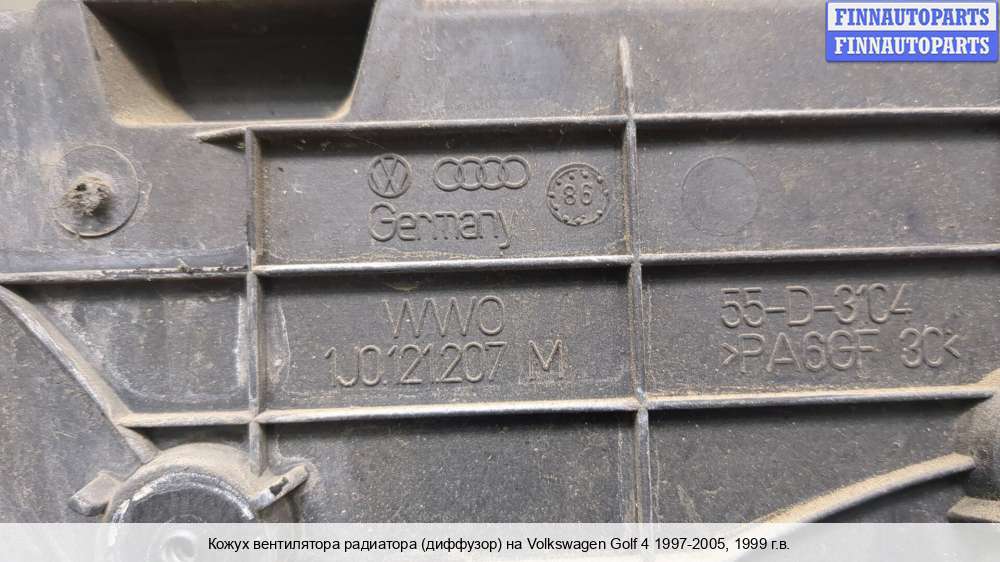 FINNAUTOPARTS
FINNAUTOPARTS
86
Germany
WWO
1J0.121.207 M
55-D-3104
>PA6GF 30<
Кожух вентилятора радиатора (диффузор) на Volkswagen Golf 4 1997-2005, 1999 г.в.